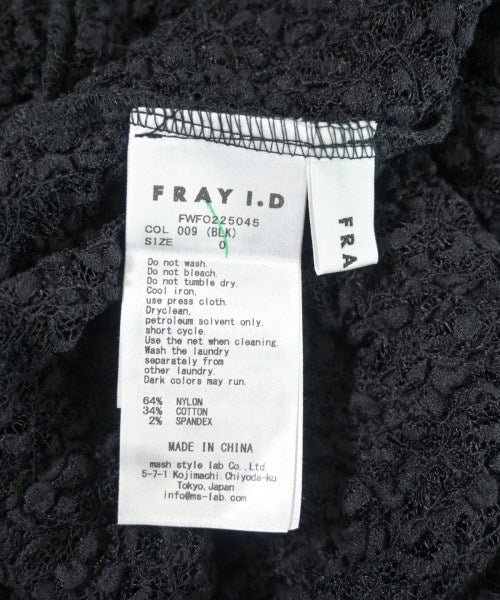 FRAY I.D
FWFO225045
COL 009 (BLK)
SIZE 0
Do not wash.
Do not bleach.
Do not tumble dry.
Cool iron.
use press cloth.
Dryclean.
petroleum solvent only.
short cycle.
Use the net when cleaning.
Wash the laundry
separately from
other laundry.
Dark colors may run.
64% NYLON
34% COTTON
2% SPANDEX
MADE IN CHINA
mash style lab Co.,Ltd.
5-7-1 Kojimachi Chiyoda-ku
Tokyo.Japan
info@ms-lab.com
FRA